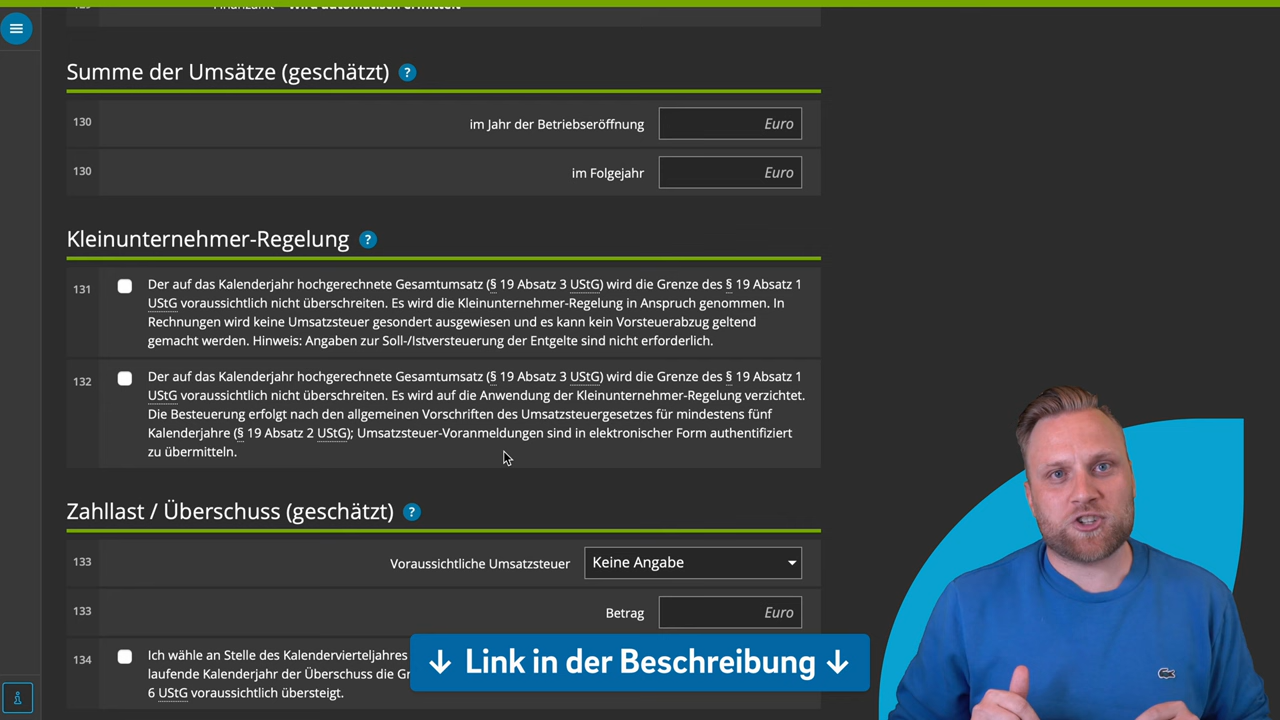 Summe der Umsätze (geschätzt) ?
130 im Jahr der Betriebseröffnung Euro
130 im Folgejahr Euro
Kleinunternehmer-Regelung ?
131 Der auf das Kalenderjahr hochgerechnete Gesamtumsatz (§ 19 Absatz 3 UStG) wird die Grenze des § 19 Absatz 1
UStG voraussichtlich nicht überschreiten. Es wird die Kleinunternehmer-Regelung in Anspruch genommen. In
Rechnungen wird keine Umsatzsteuer gesondert ausgewiesen und es kann kein Vorsteuerabzug geltend
gemacht werden. Hinweis: Angaben zur Soll-/Istversteuerung der Entgelte sind nicht erforderlich.
132 Der auf das Kalenderjahr hochgerechnete Gesamtumsatz (§ 19 Absatz 3 UStG) wird die Grenze des § 19 Absatz 1
UStG voraussichtlich nicht überschreiten. Es wird auf die Anwendung der Kleinunternehmer-Regelung verzichtet.
Die Besteuerung erfolgt nach den allgemeinen Vorschriften des Umsatzsteuergesetzes für mindestens fünf
Kalenderjahre (§ 19 Absatz 2 UStG); Umsatzsteuer-Voranmeldungen sind in elektronischer Form authentifiziert
zu übermitteln.
Zahllast / Überschuss (geschätzt) ?
133 Voraussichtliche Umsatzsteuer Keine Angabe
133 Betrag Euro
134 Ich wähle an Stelle des Kalendervierteljahres
laufende Kalenderjahr der Überschuss die
6 UStG voraussichtlich übersteigt.
↓ Link in der Beschreibung ↓